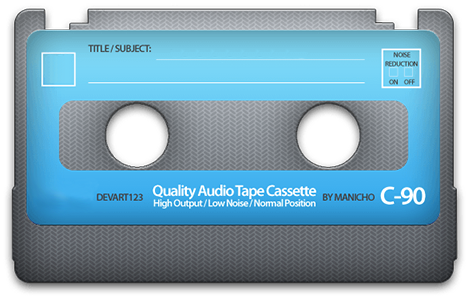 TITLE / SUBJECT:
NOISE
REDUCTION
ON OFF
DEVART123 Quality Audio Tape Cassette BY MANICHO C-90
High Output / Low Noise / Normal Position